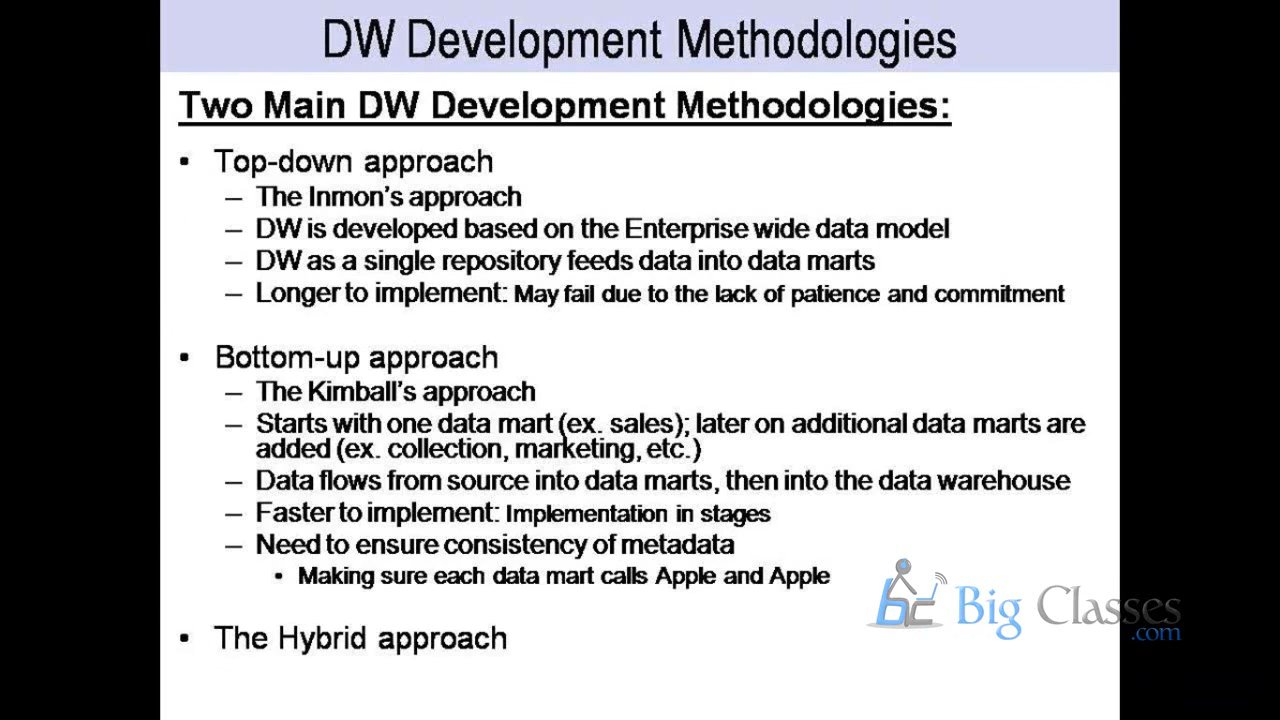 DW Development Methodologies
Two Main DW Development Methodologies:
• Top-down approach
– The Inmon's approach
– DW is developed based on the Enterprise wide data model
– DW as a single repository feeds data into data marts
– Longer to implement: May fail due to the lack of patience and commitment
• Bottom-up approach
– The Kimball's approach
– Starts with one data mart (ex. sales); later on additional data marts are
added (ex. collection, marketing, etc.)
– Data flows from source into data marts, then into the data warehouse
– Faster to implement: Implementation in stages
– Need to ensure consistency of metadata
• Making sure each data mart calls Apple and Apple
bc Big Classes
.com
• The Hybrid approach